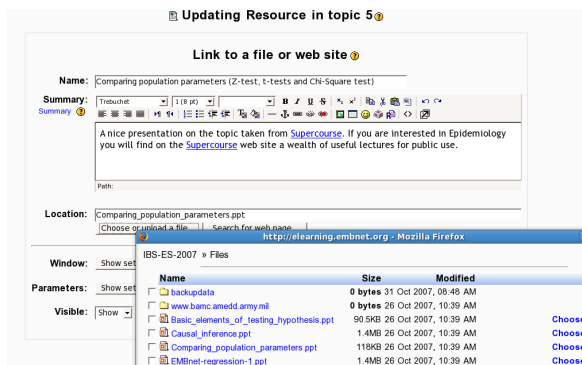 Updating Resource in topic 5
Link to a file or web site
Name: Comparing population parameters (Z-test, t-tests and Chi-Square test)
Summary: Trebuchet 1 (8 pt) B I U S
Summary
A nice presentation on the topic taken from Supercourse. If you are interested in Epidemiology
you will find on the Supercourse web site a wealth of useful lectures for public use.
Path:
Location: Comparing_population_parameters.ppt
Choose or upload a file ... Search for web page ...
http://elearning.embnet.org - Mozilla Firefox
IBS-ES-2007 » Files
Window: Show set
Name Size Modified
backupdata 0 bytes 31 Oct 2007, 08:48 AM
Parameters: Show set
www.bamc.amedd.army.mil 0 bytes 26 Oct 2007, 10:39 AM
Visible: Show
Basic_elements_of_testing_hypothesis.ppt 90.5KB 26 Oct 2007, 10:39 AM Choose
Causal_inference.ppt 1.4MB 26 Oct 2007, 10:39 AM Choose
Comparing_population_parameters.ppt 118KB 26 Oct 2007, 10:39 AM Choose
EMBnet-regression-1.ppt 1.4MB 26 Oct 2007, 10:39 AM Choose